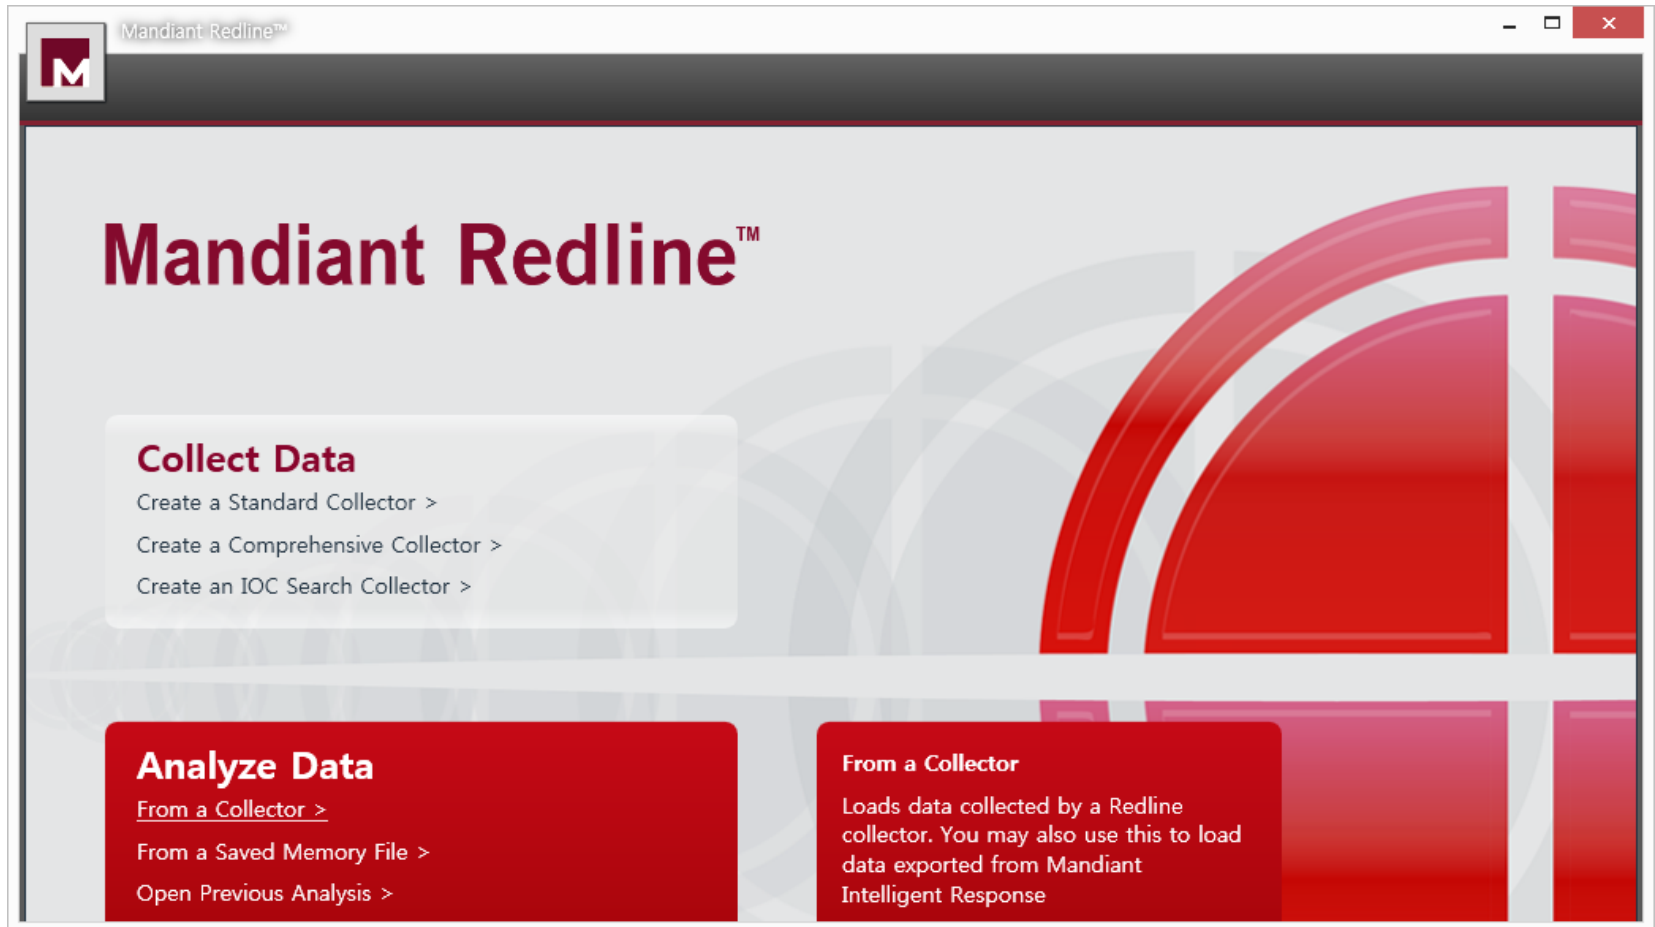 Mandiant Redline™
M
Mandiant Redline™
Collect Data
Create a Standard Collector >
Create a Comprehensive Collector >
Create an IOC Search Collector >
Analyze Data
From a Collector >
From a Saved Memory File >
Open Previous Analysis >
From a Collector
Loads data collected by a Redline
collector. You may also use this to load
data exported from Mandiant
Intelligent Response